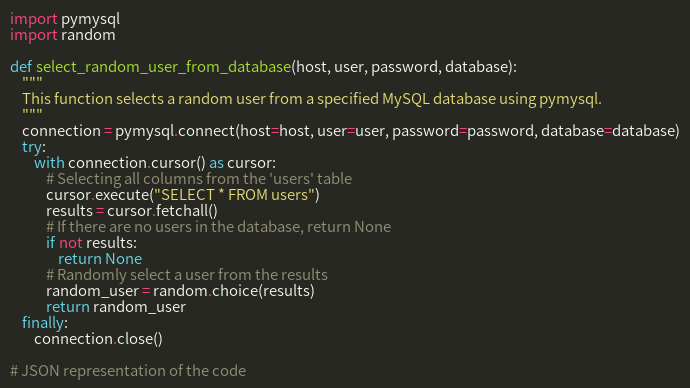 import pymysql
import random

def select_random_user_from_database(host, user, password, database):
    """
    This function selects a random user from a specified MySQL database using pymysql.
    """
    connection = pymysql.connect(host=host, user=user, password=password, database=database)
    try:
        with connection.cursor() as cursor:
            # Selecting all columns from the 'users' table
            cursor.execute("SELECT * FROM users")
            results = cursor.fetchall()
            # If there are no users in the database, return None
            if not results:
                return None
            # Randomly select a user from the results
            random_user = random.choice(results)
            return random_user
    finally:
        connection.close()

# JSON representation of the code